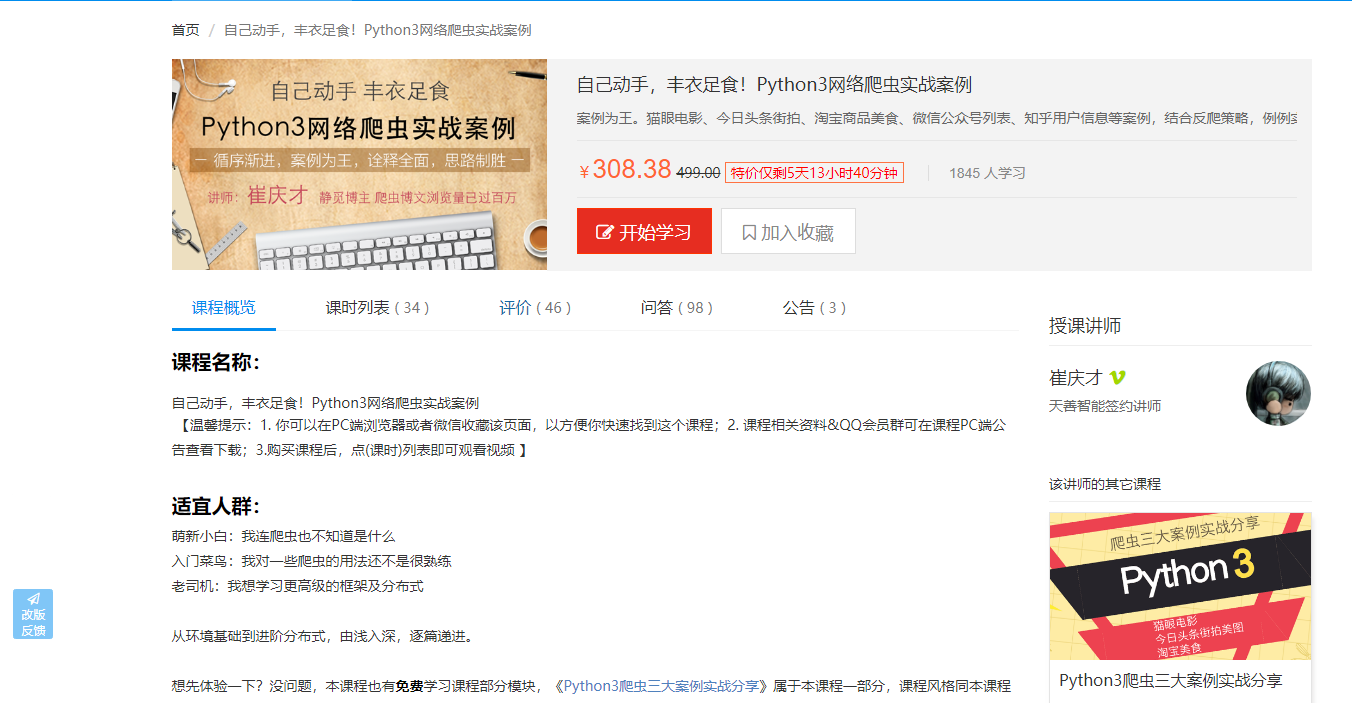 首页 / 自己动手，丰衣足食！Python3网络爬虫实战案例
自己动手 丰衣足食
Python3网络爬虫实战案例
一 循序渐进，案例为王，诠释全面，思路制胜 一
讲师：崔庆才 静觅博主 爬虫博文浏览量已过百万
自己动手，丰衣足食！Python3网络爬虫实战案例
案例为王。猫眼电影、今日头条街拍、淘宝商品美食、微信公众号列表、知乎用户信息等案例，结合反爬策略，例例
¥308.38 499.00 特价仅剩5天13小时40分钟 1845 人学习
开始学习 加入收藏
课程概览 课时列表 ( 34 ) 评价 ( 46 ) 问答 ( 98 ) 公告 ( 3 )
课程名称：
自己动手，丰衣足食！Python3网络爬虫实战案例
【温馨提示：1. 你可以在PC端浏览器或者微信收藏该页面，以方便你快速找到这个课程；2. 课程相关资料&QQ会员群可在课程PC端公
告查看下载；3.购买课程后，点(课时)列表即可观看视频 】
适宜人群：
萌新小白：我连爬虫也不知道是什么
入门菜鸟：我对一些爬虫的用法还不是很熟练
老司机：我想学习更高级的框架及分布式
从环境基础到进阶分布式，由浅入深，逐篇递进。
想先体验一下？没问题，本课程也有免费学习课程部分模块，《Python3爬虫三大案例实战分享》属于本课程一部分，课程风格同本课程
授课讲师
崔庆才
天善智能签约讲师
该讲师的其它课程
爬虫三大案例实战分享
Python 3
猫眼电影
今日头条街拍美图
淘宝美食
Python3爬虫三大案例实战分享
改版
反馈